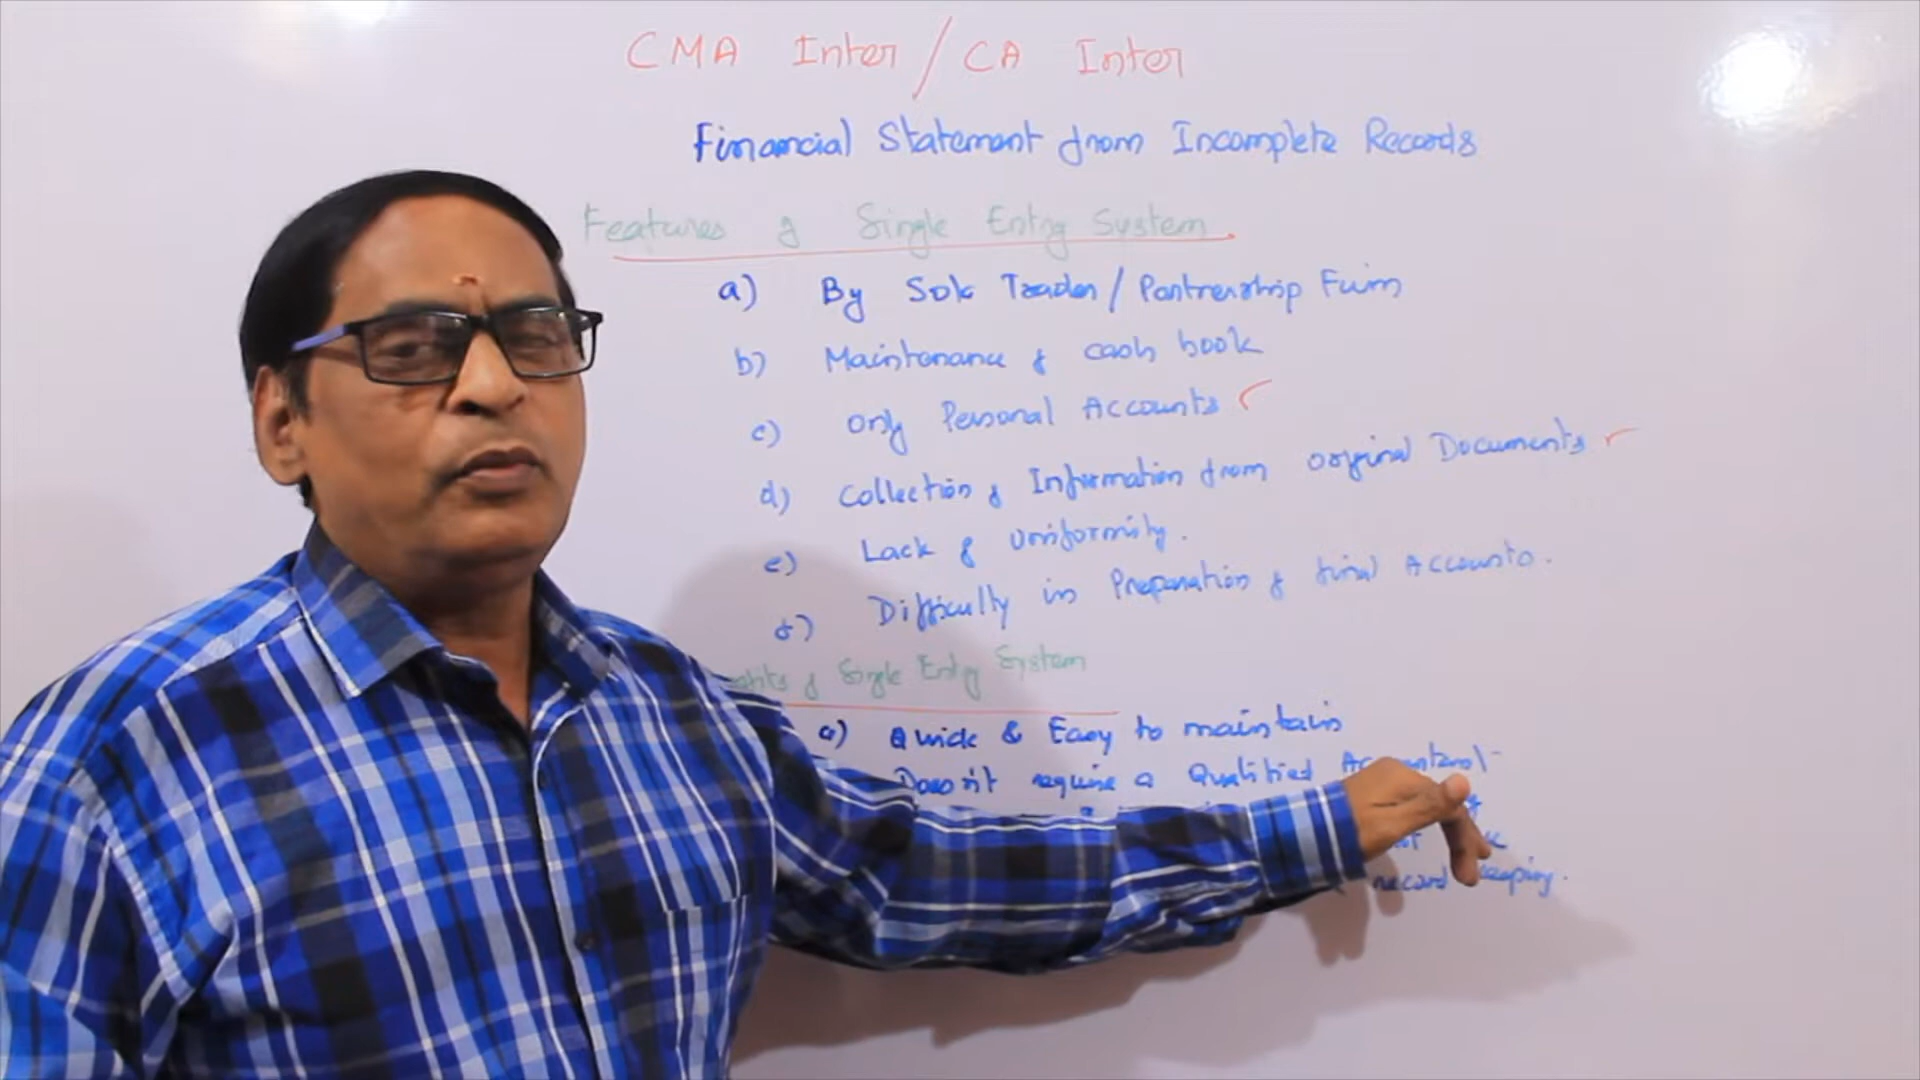 CMA Inter / CA Inter
Financial Statement from Incomplete Records
Features of Single Entry System
a) By Sole Trader / Partnership Firm
b) Maintenance of cash book
c) Only Personal Accounts
d) Collection of Information from original Documents
e) Lack of Uniformity.
f) Difficulty in Preparation of final Accounts.
of Single Entry System
a) Quick & Easy to maintain
Doesn't require a Qualified
record keeping.